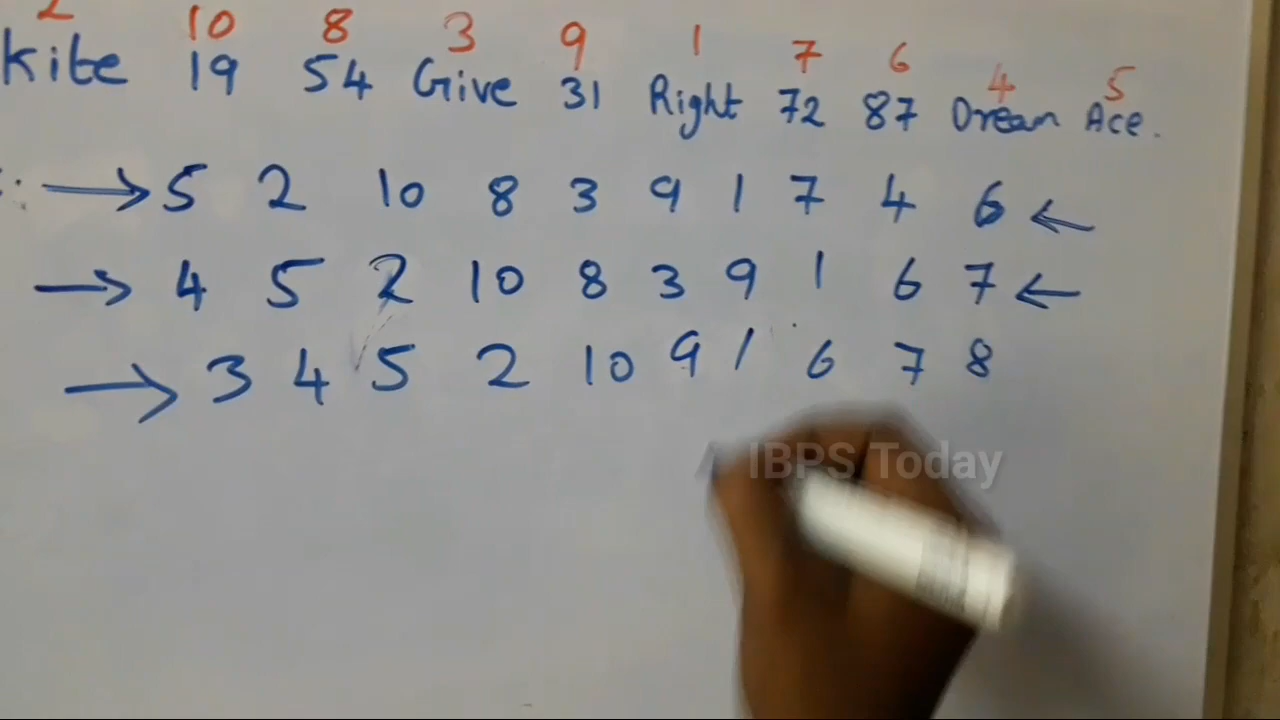 2 10 8 3 9 1 7 6 4 5
Kite 19 54 Give 31 Right 72 87 Dream Ace.
: → 5 2 10 8 3 9 1 7 4 6 ←
→ 4 5 2 10 8 3 9 1 6 7 ←
→ 3 4 5 2 10 9 1 6 7 8
IBPS Today